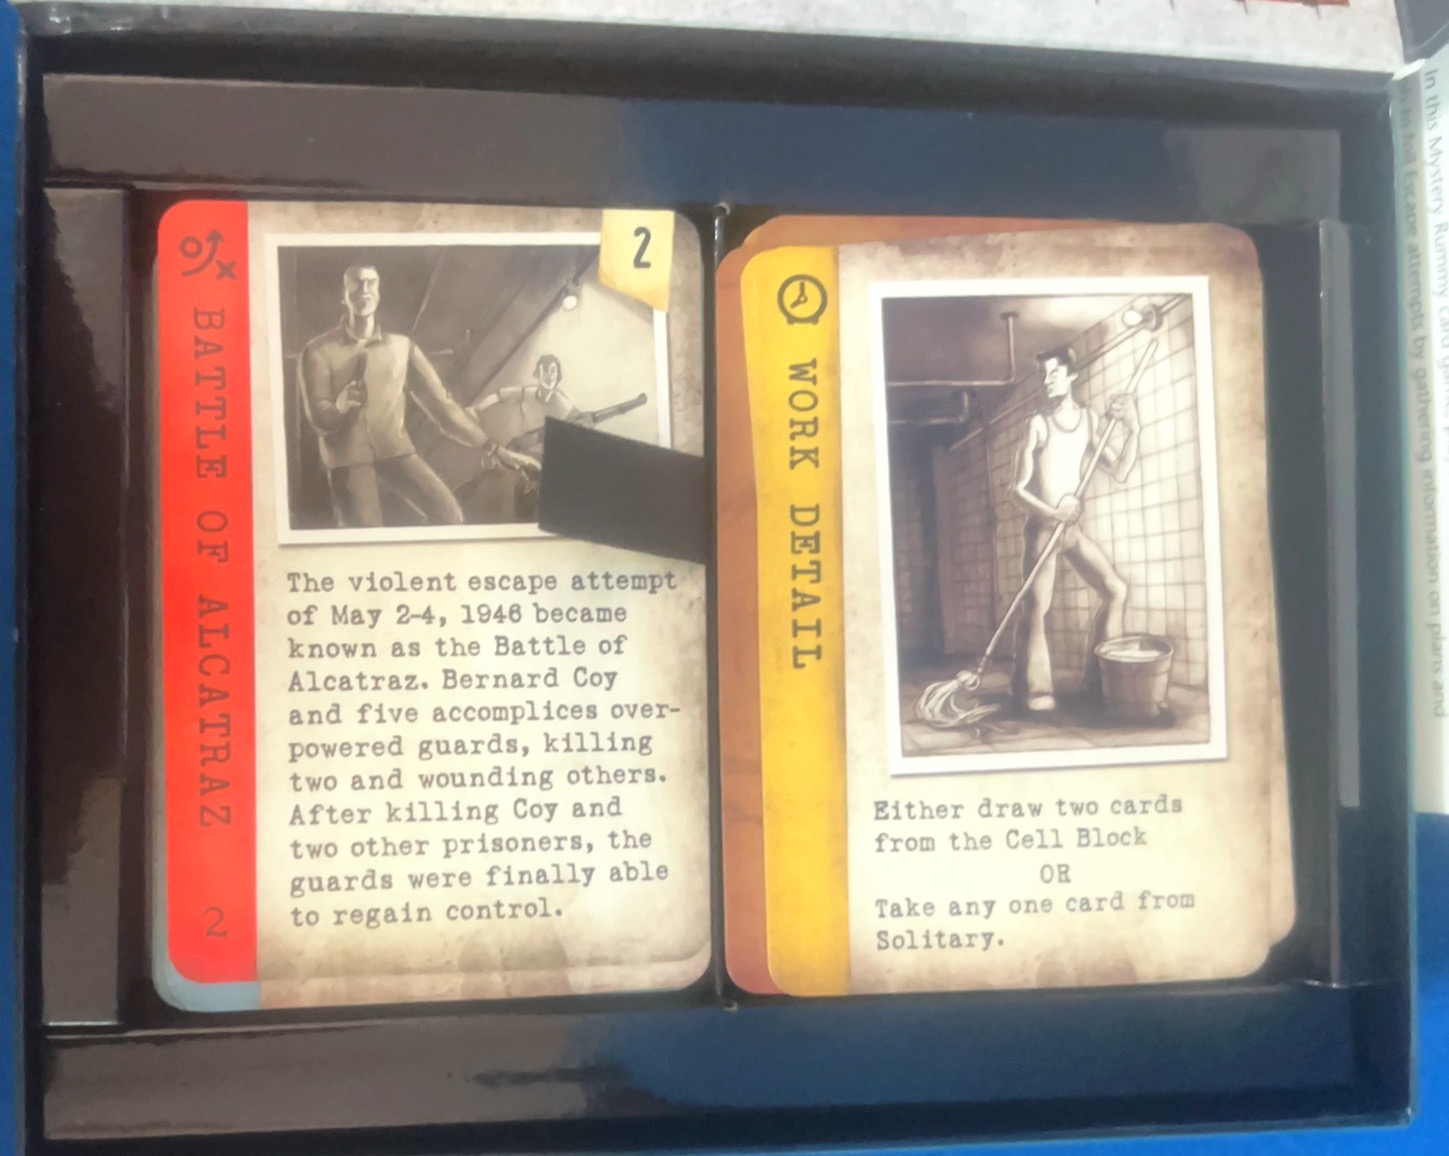 BATTLE OF ALCATRAZ 2
2
The violent escape attempt
of May 2-4, 1946 became
known as the Battle of
Alcatraz. Bernard Coy
and five accomplices over-
powered guards, killing
two and wounding others.
After killing Coy and
two other prisoners, the
guards were finally able
to regain control.
WORK DETAIL
Either draw two cards
from the Cell Block
OR
Take any one card from
Solitary.
In this Mystery Rummy card
Escape attempts by gathering information on plans and